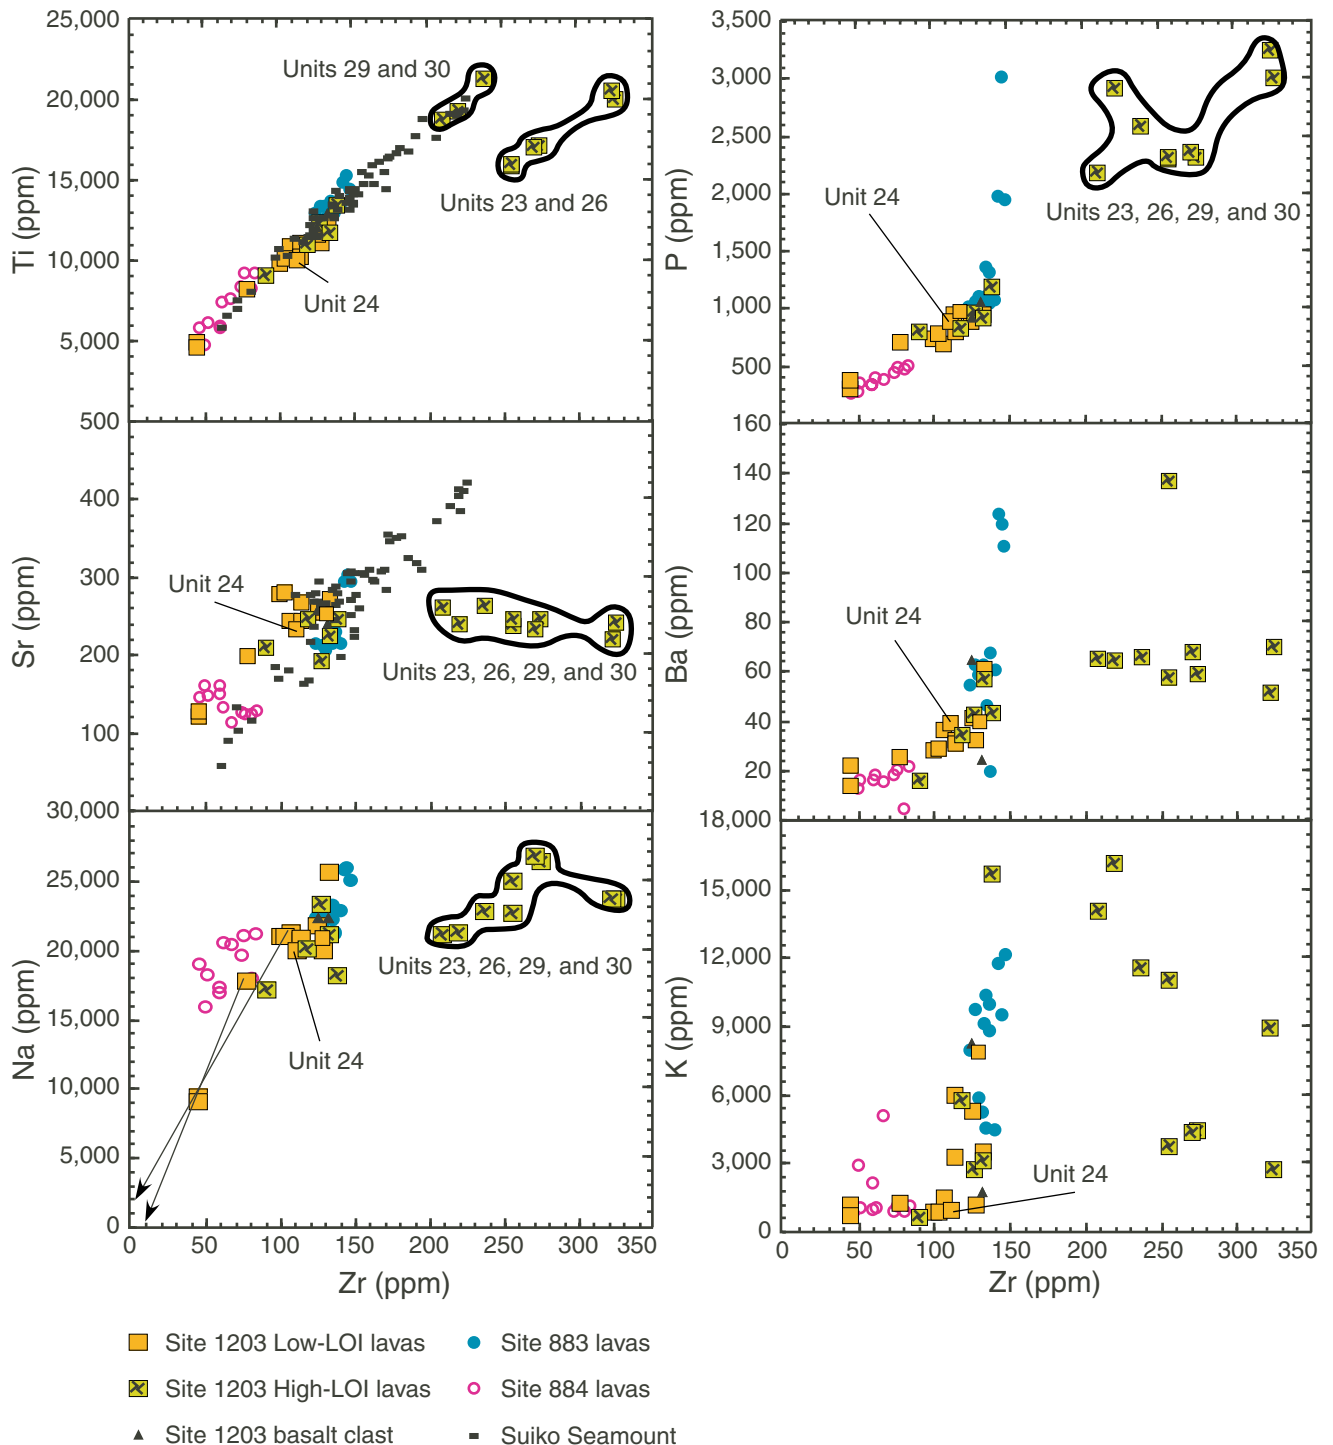 25,000
20,000
15,000
10,000
5,000
500
Ti (ppm)
Units 29 and 30
Units 23 and 26
Unit 24
3,500
3,000
2,500
2,000
1,500
1,000
500
160
P (ppm)
Unit 24
Units 23, 26, 29, and 30
400
300
200
100
30,000
Sr (ppm)
Unit 24
Units 23, 26, 29, and 30
140
120
100
80
60
40
20
18,000
Ba (ppm)
Unit 24
25,000
20,000
15,000
10,000
5,000
0
Na (ppm)
Units 23, 26, 29, and 30
Unit 24
0 50 100 150 200 250 300 350
Zr (ppm)
15,000
12,000
9,000
6,000
3,000
0
K (ppm)
Unit 24
0 50 100 150 200 250 300 350
Zr (ppm)
Site 1203 Low-LOI lavas
Site 883 lavas
Site 1203 High-LOI lavas
Site 884 lavas
Site 1203 basalt clast
Suiko Seamount